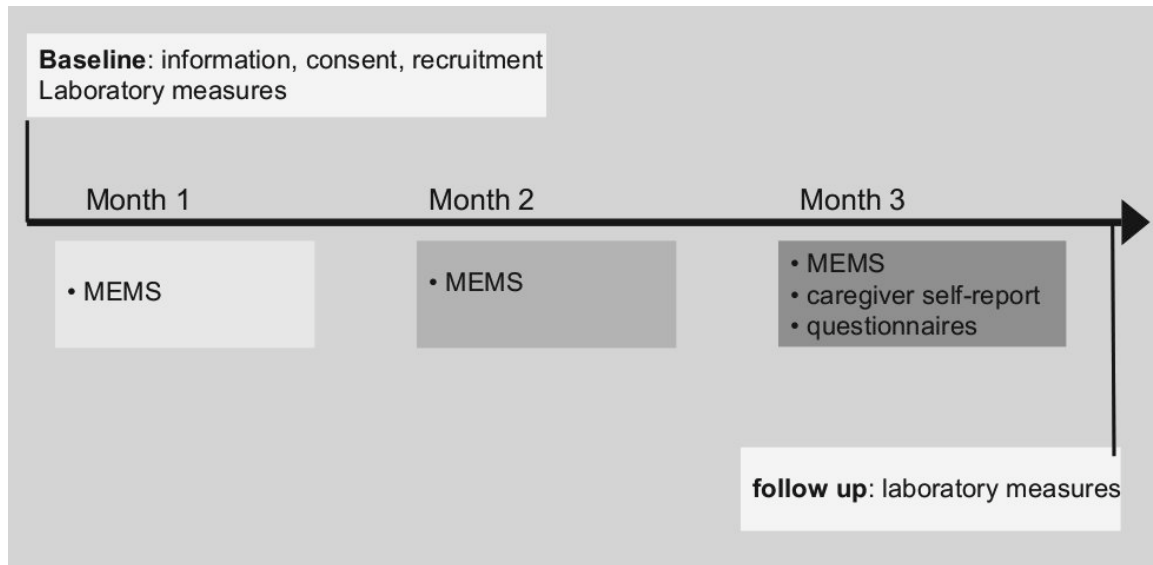 Baseline: information, consent, recruitment
Laboratory measures
Month 1
Month 2
Month 3
• MEMS
• MEMS
• MEMS
• caregiver self-report
• questionnaires
follow up: laboratory measures